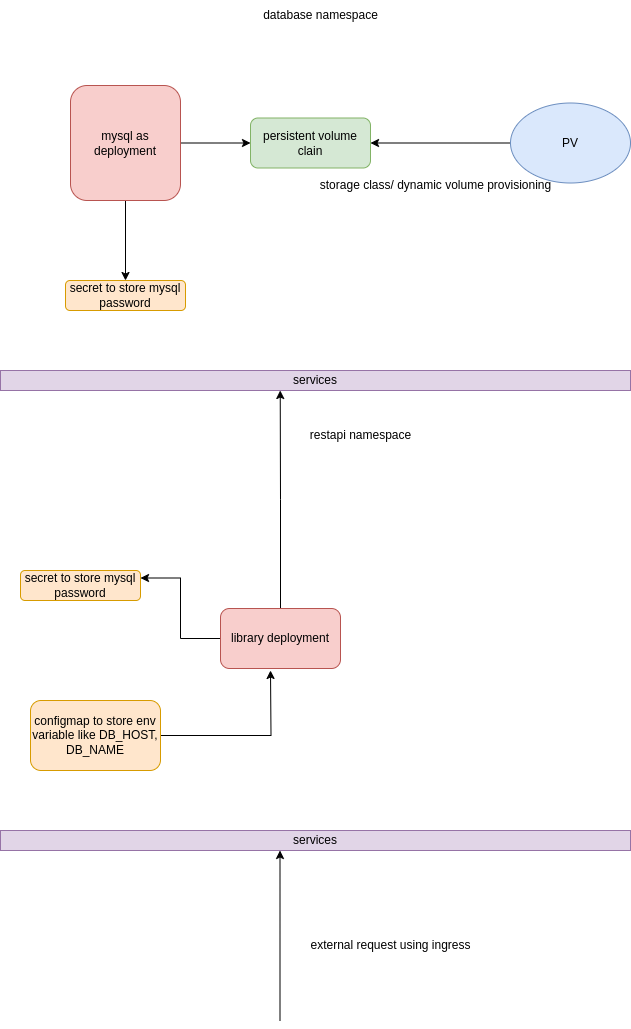 database namespace
mysql as
deployment
persistent volume
clain
PV
storage class/ dynamic volume provisioning
secret to store mysql
password
services
restapi namespace
secret to store mysql
password
library deployment
configmap to store env
variable like DB_HOST,
DB_NAME
services
external request using ingress